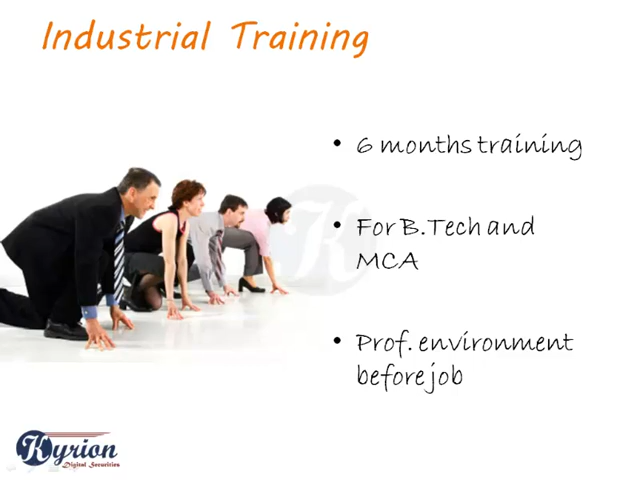 Industrial Training
• 6 months training
• For B.Tech and
MCA
• Prof. environment
before job
K
Kyrion
Digital Securities